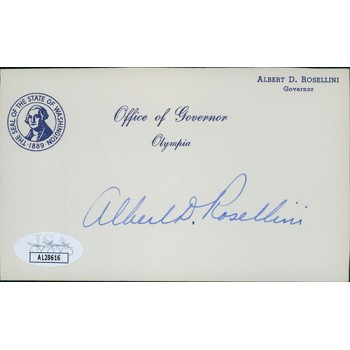 ALBERT D. ROSELLINI
Governor
THE SEAL OF THE STATE OF WASHINGTON
·1889·
Office of Governor
Olympia
Albert D. Rosellini
JSA
AL28616